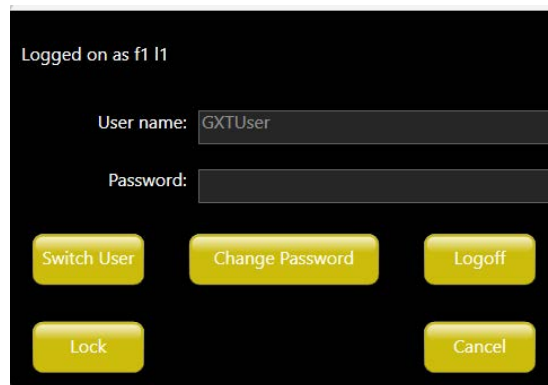 Logged on as f1 l1
User name: GXTUser
Password:
Switch User Change Password Logoff
Lock Cancel